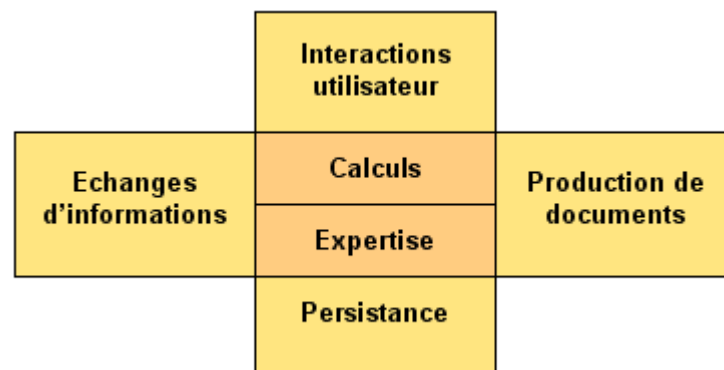 Interactions
utilisateur
Echanges
d'informations
Calculs
Expertise
Production de
documents
Persistance